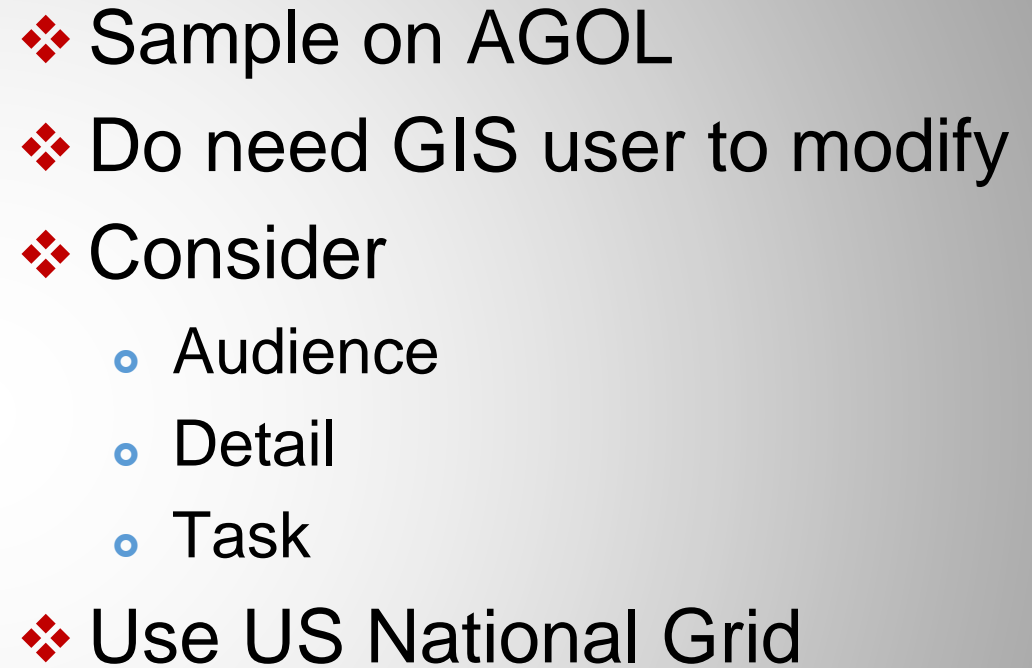 Sample on AGOL
Do need GIS user to modify
Consider
Audience
Detail
Task
Use US National Grid